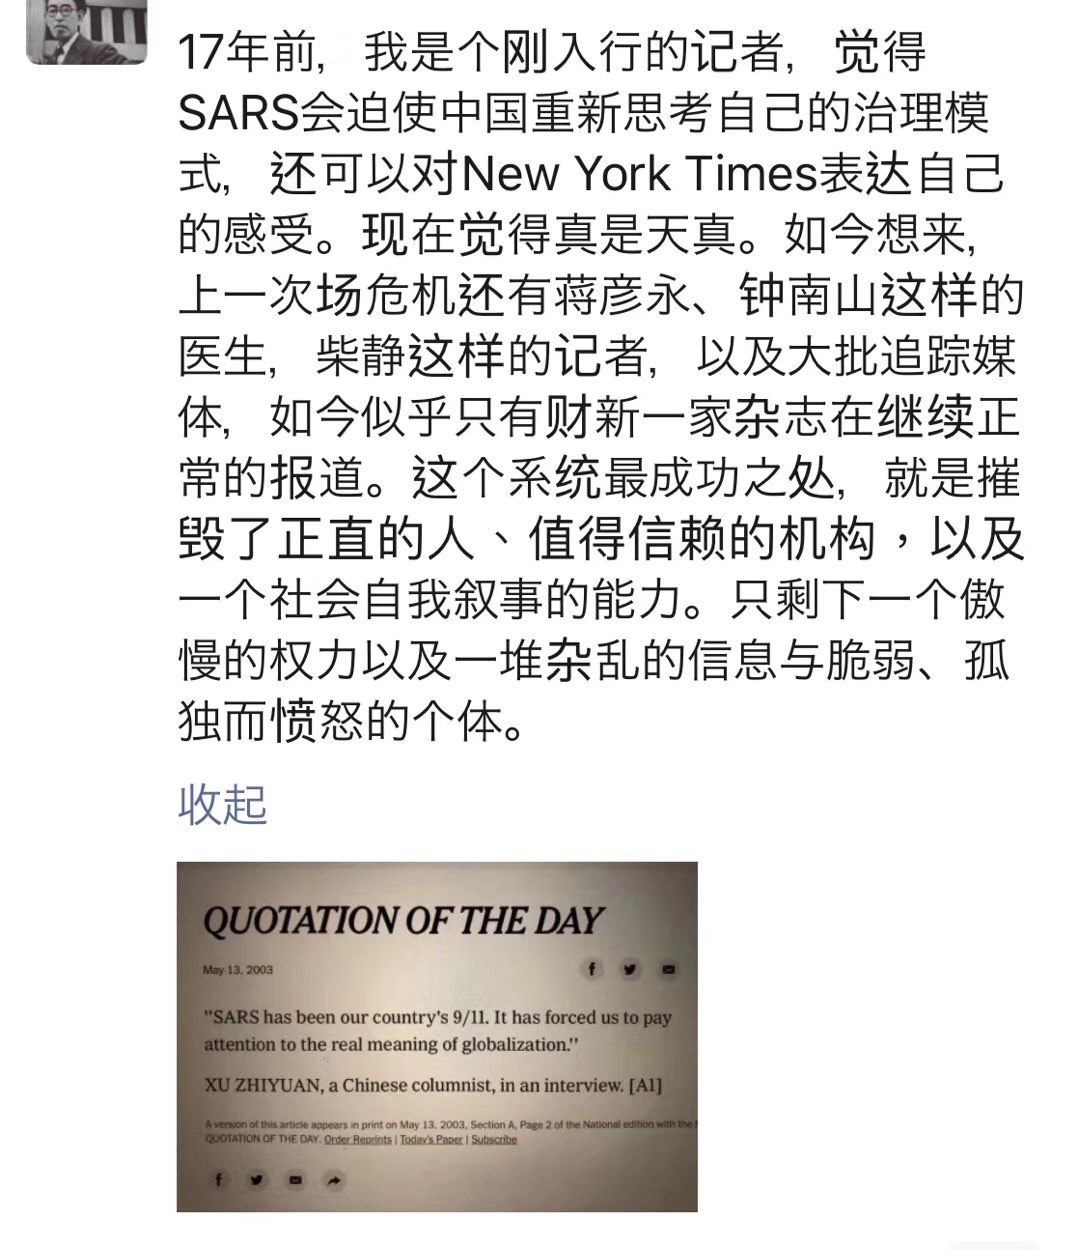 17年前，我是个刚入行的记者，觉得
SARS会迫使中国重新思考自己的治理模
式，还可以对New York Times表达自己
的感受。现在觉得真是天真。如今想来，
上一次场危机还有蒋彦永、钟南山这样的
医生，柴静这样的记者，以及大批追踪媒
体，如今似乎只有财新一家杂志在继续正
常的报道。这个系统最成功之处，就是摧
毁了正直的人、值得信赖的机构，以及
一个社会自我叙事的能力。只剩下一个傲
慢的权力以及一堆杂乱的信息与脆弱、孤
独而愤怒的个体。
收起
QUOTATION OF THE DAY
May 13, 2003
"SARS has been our country's 9/11. It has forced us to pay
attention to the real meaning of globalization."
XU ZHIYUAN, a Chinese columnist, in an interview. [A1]
A version of this article appears in print on May 13, 2003, Section A, Page 2 of the National edition with the
QUOTATION OF THE DAY. Order Reprints | Today's Paper | Subscribe